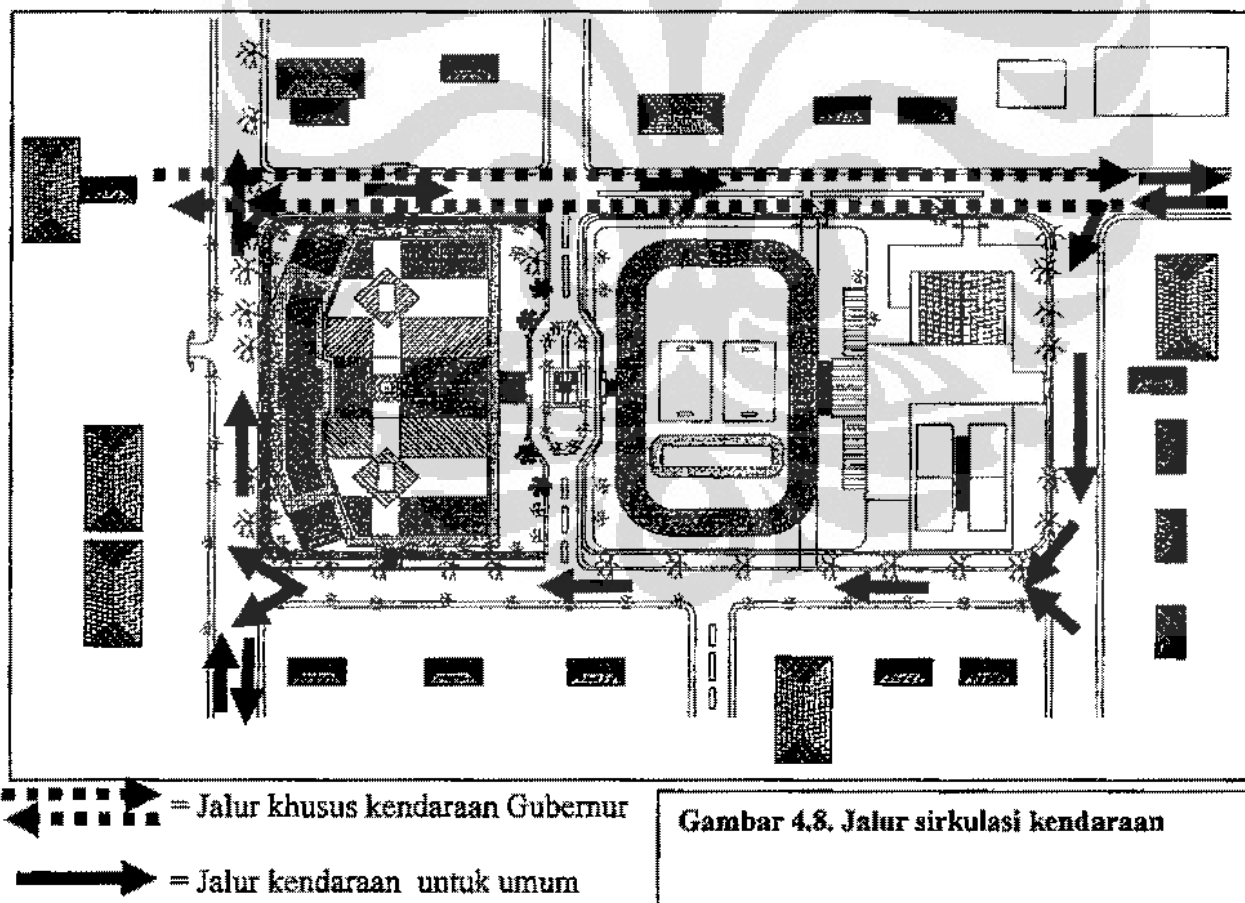 = Jalur khusus kendaraan Gubernur
= Jalur kendaraan untuk umum
Gambar 4.8. Jalur sirkulasi kendaraan